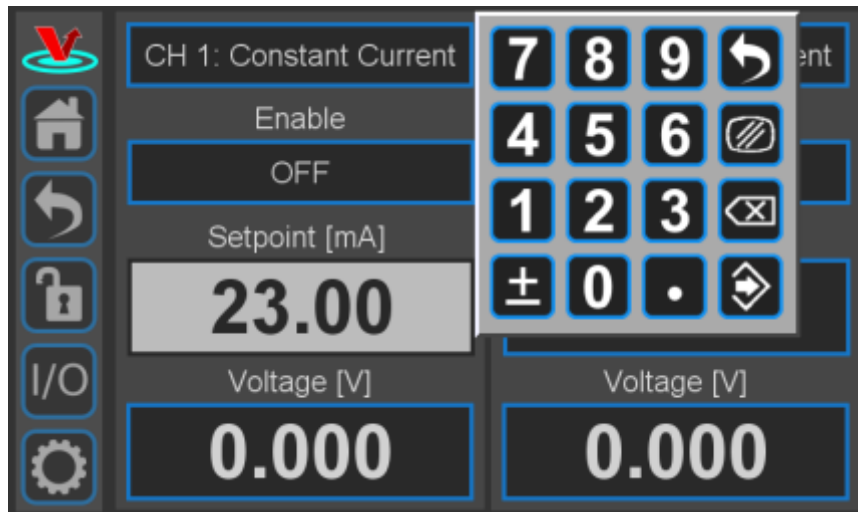 CH 1: Constant Current
ent
Enable
OFF
Setpoint [mA]
23.00
Voltage [V]
0.000
Voltage [V]
0.000
7 8 9
4 5 6
1 2 3
± 0 .
I/O